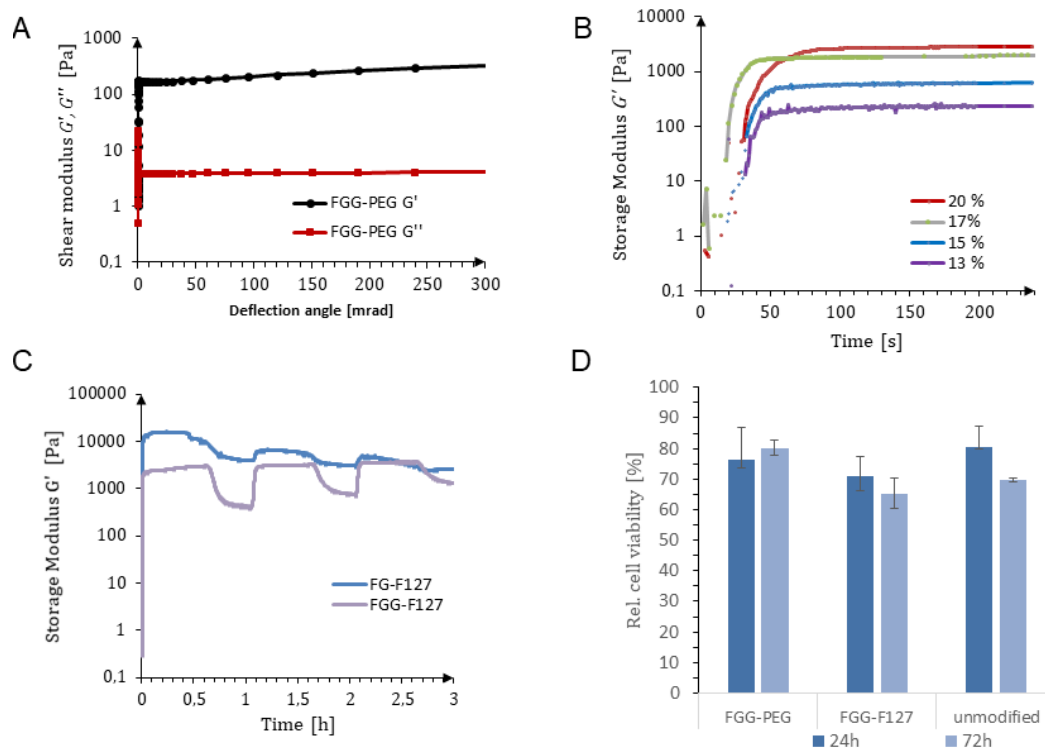 A
Shear modulus G', G'' [Pa]
1000
100
10
1
0,1
0
50
100
150
200
250
300
Deflection angle [mrad]
FGG-PEG G'
FGG-PEG G''
B
Storage Modulus G' [Pa]
10000
1000
100
10
1
0,1
0
50
100
150
200
Time [s]
20 %
17%
15 %
13 %
C
Storage Modulus G' [Pa]
100000
10000
1000
100
10
1
0,1
0
0,5
1
1,5
2
2,5
3
Time [h]
FG-F127
FGG-F127
D
Rel. cell viability [%]
100
90
80
70
60
50
40
30
20
10
0
FGG-PEG
FGG-F127
unmodified
24h
72h